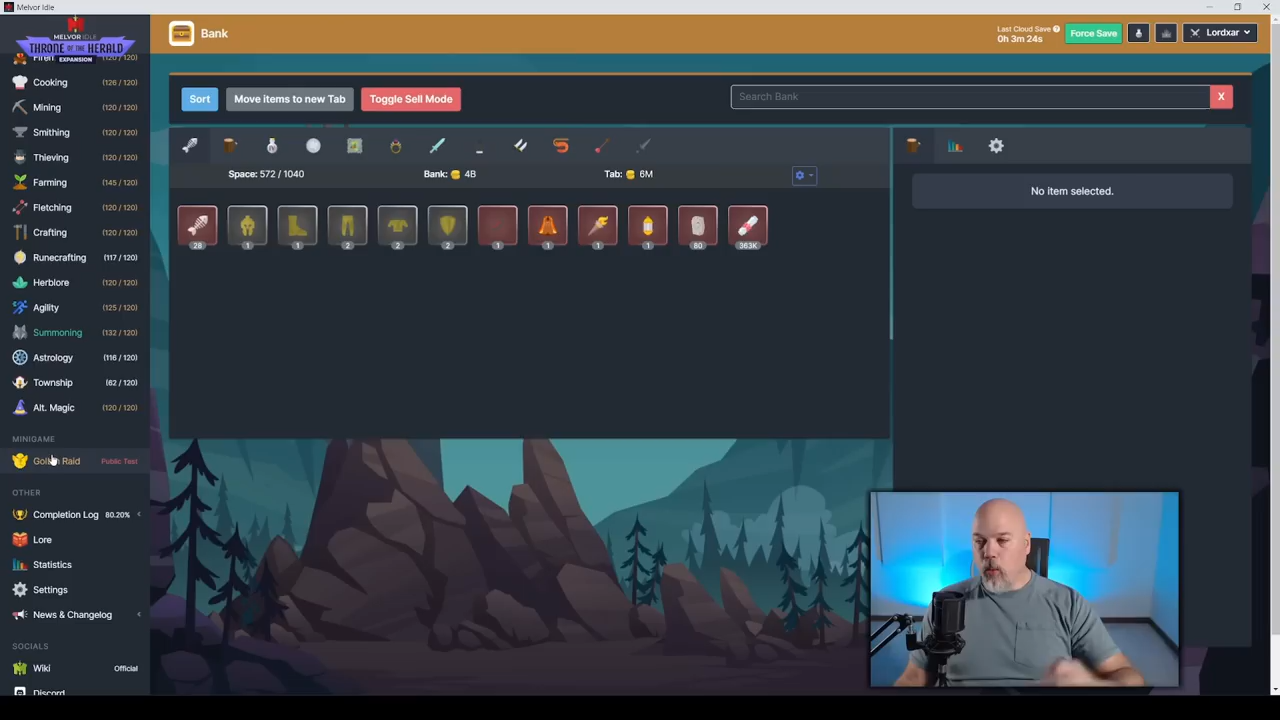 Melvor Idle
MELVOR IDLE
THRONE OF THE HERALD
EXPANSION
Bank
Last Cloud Save
0h 3m 24s
Force Save
Lordxar
(120 / 120)
Cooking (126 / 120)
Mining (120 / 120)
Smithing (120 / 120)
Thieving (120 / 120)
Farming (145 / 120)
Fletching (120 / 120)
Crafting (120 / 120)
Runecrafting (117 / 120)
Herblore (120 / 120)
Agility (125 / 120)
Summoning (132 / 120)
Astrology (116 / 120)
Township (62 / 120)
Alt. Magic (120 / 120)
MINIGAME
Raid Public Test
OTHER
Completion Log 80.20%
Lore
Statistics
Settings
News & Changelog
SOCIALS
Wiki Official
Discord
Sort
Move items to new Tab
Toggle Sell Mode
Search Bank
X
Space: 572 / 1040
Bank: 4B
Tab: 6M
28 1 1 2 2 2 1 1 1 1 80 363K
No item selected.